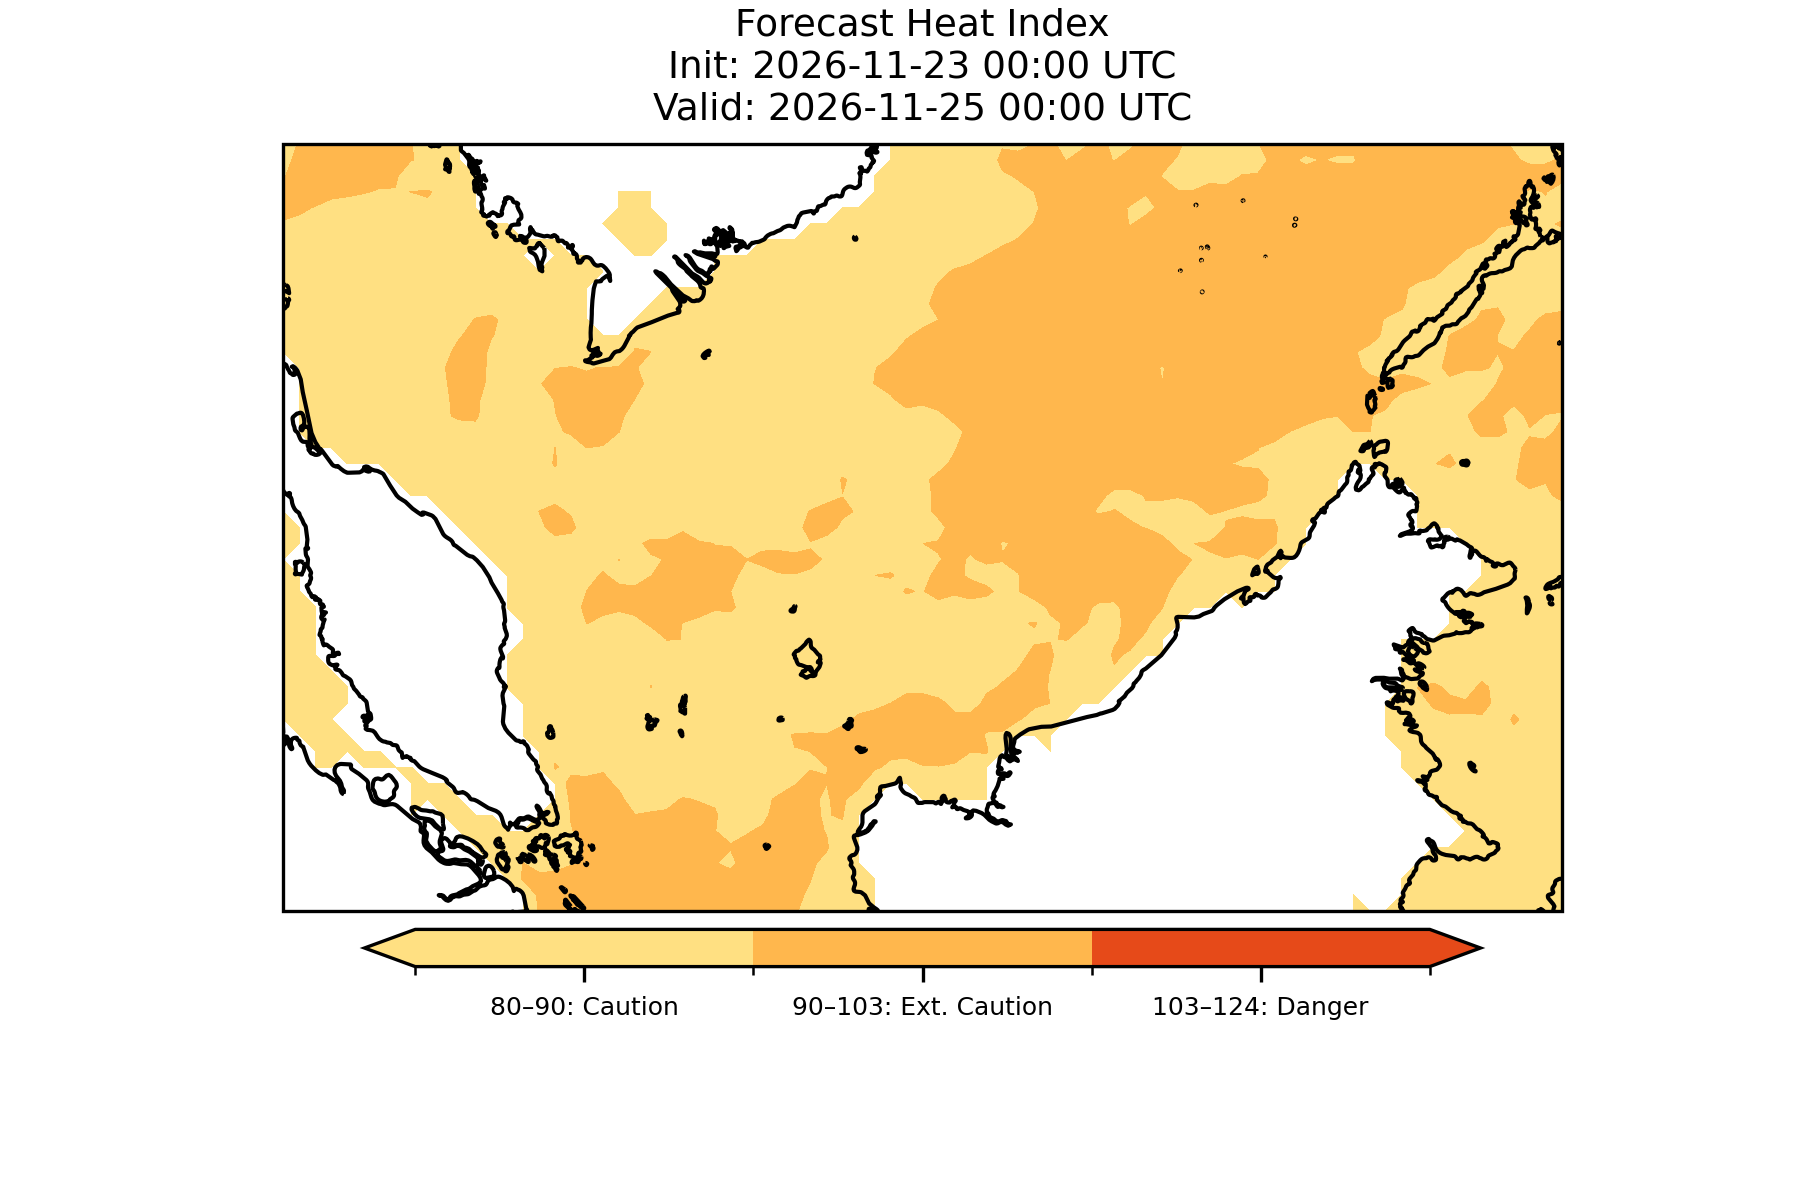 Forecast Heat Index
Init: 2026-11-23 00:00 UTC
Valid: 2026-11-25 00:00 UTC
80–90: Caution
90–103: Ext. Caution
103–124: Danger